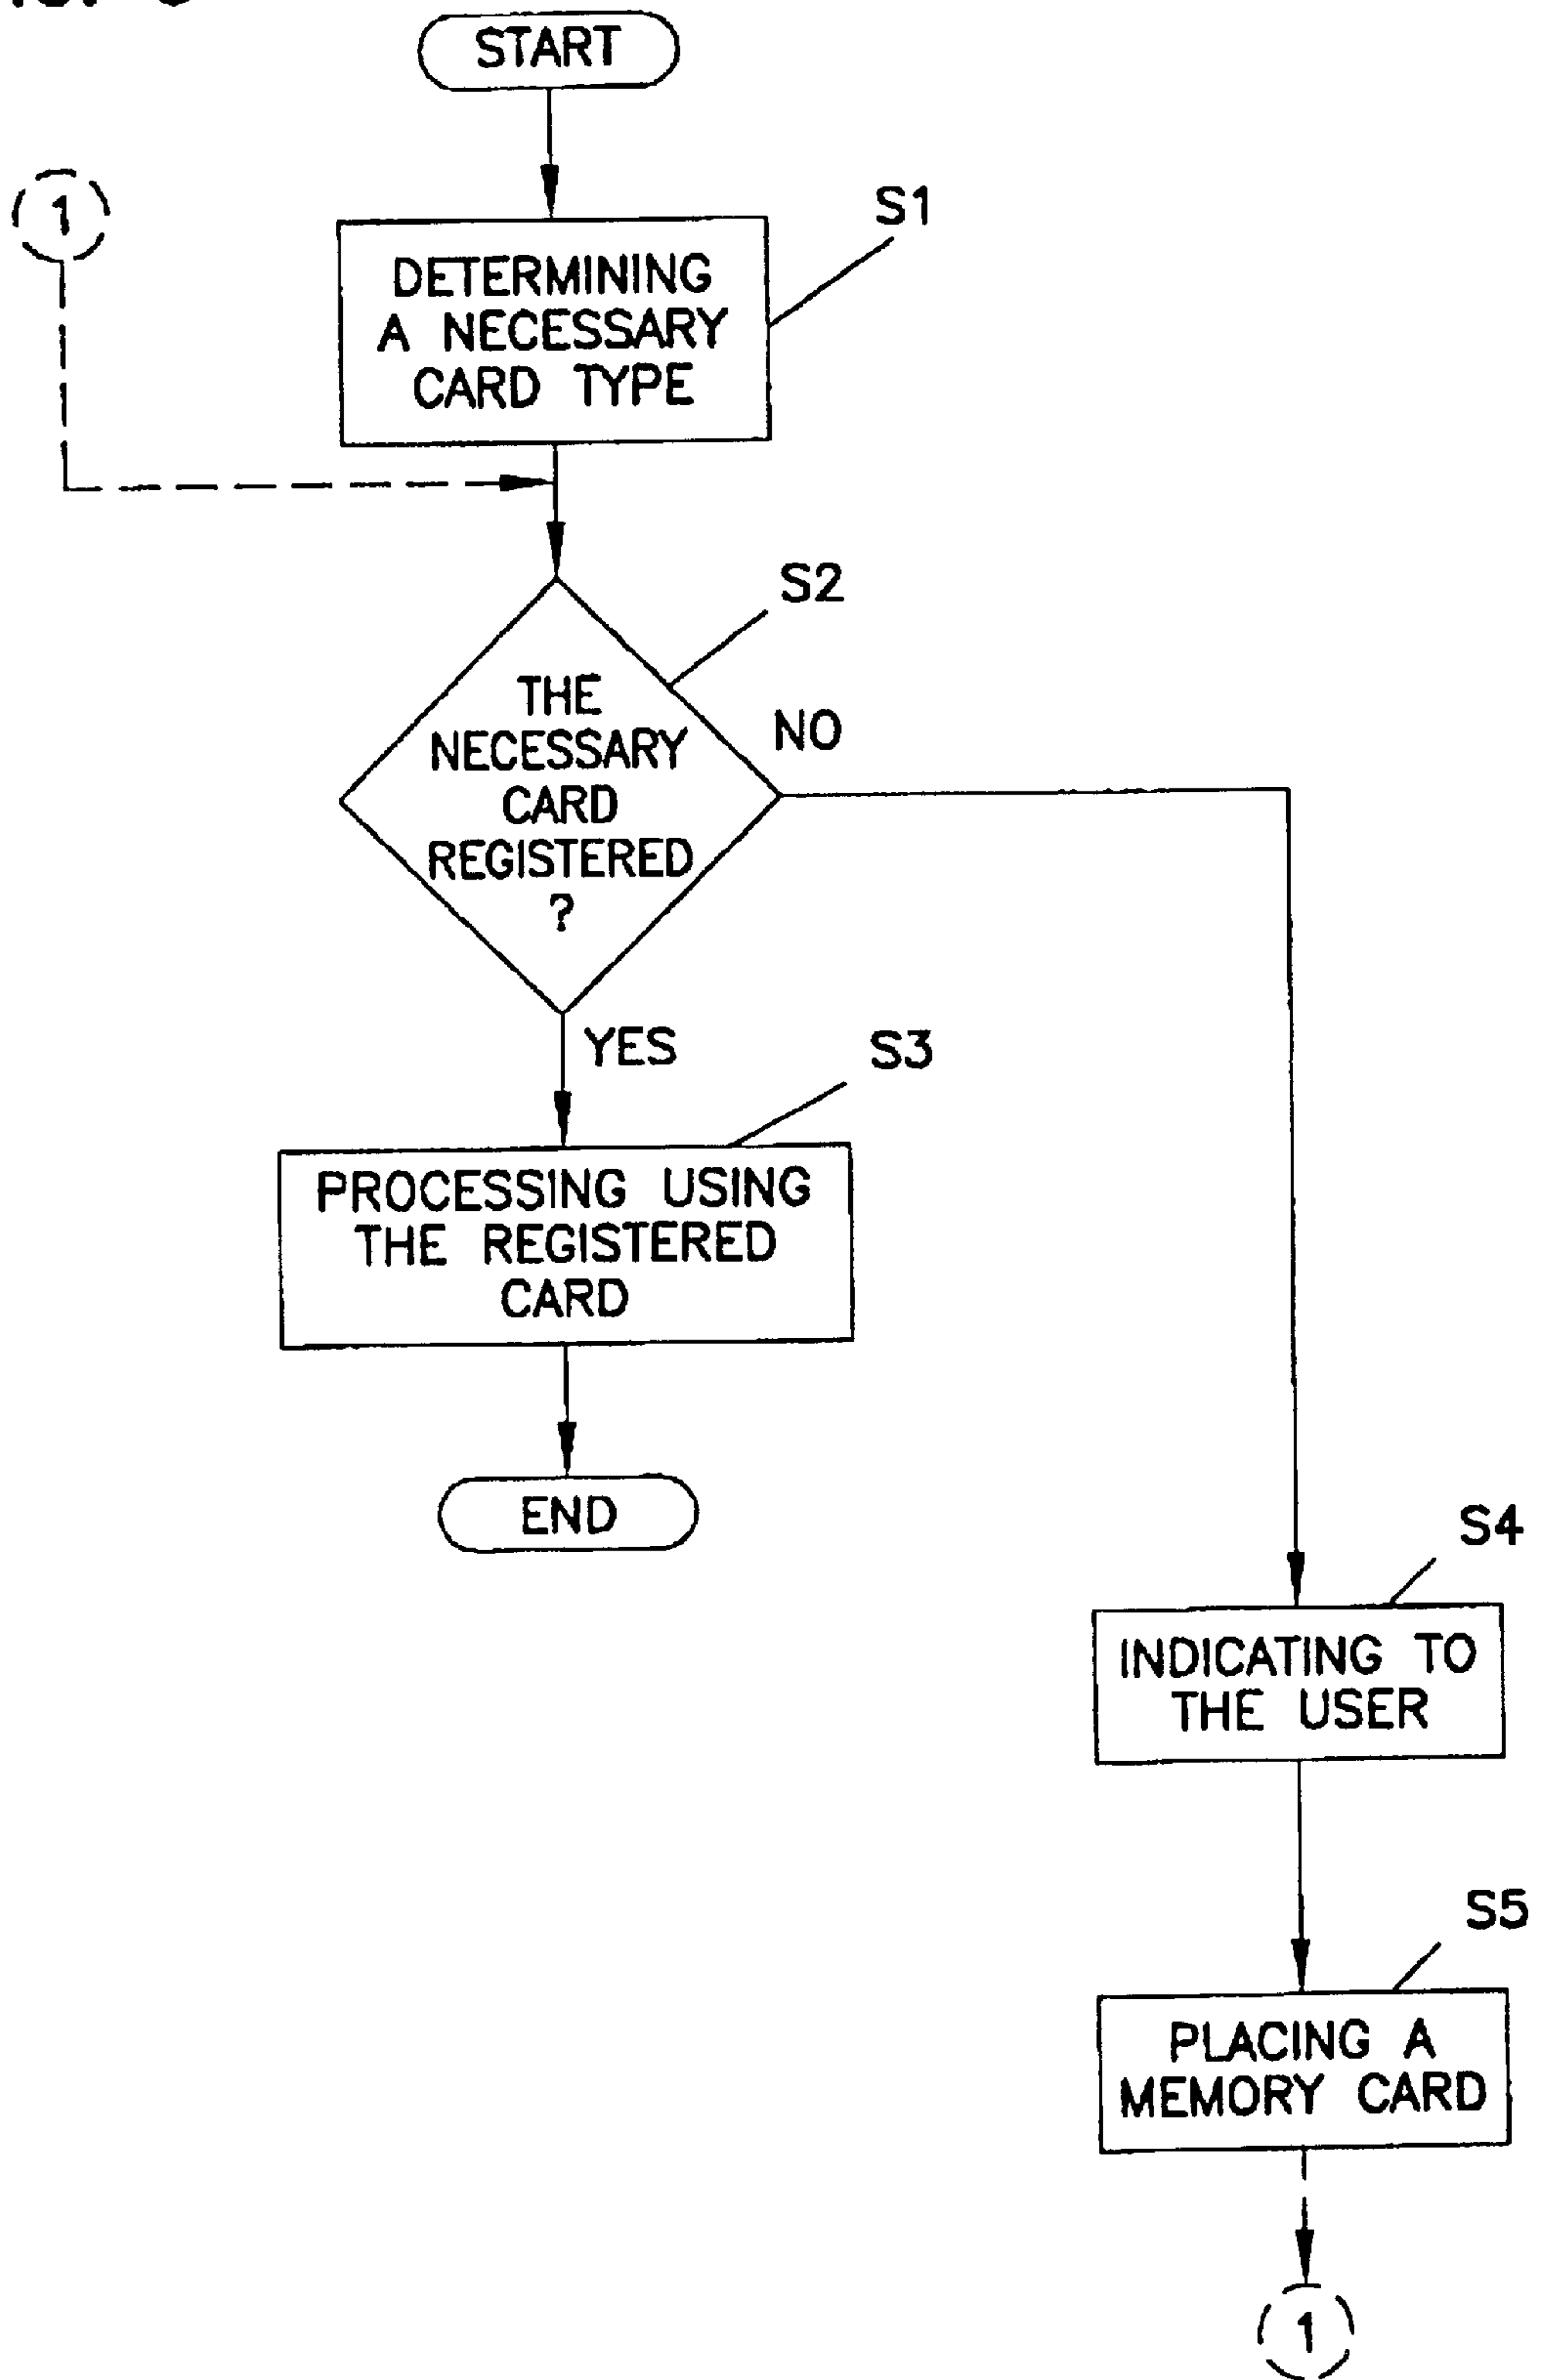 START
1
S1
DETERMINING
A NECESSARY
CARD TYPE
S2
THE
NECESSARY
CARD
REGISTERED
?
NO
YES
S3
PROCESSING USING
THE REGISTERED
CARD
END
S4
INDICATING TO
THE USER
S5
PLACING A
MEMORY CARD
1